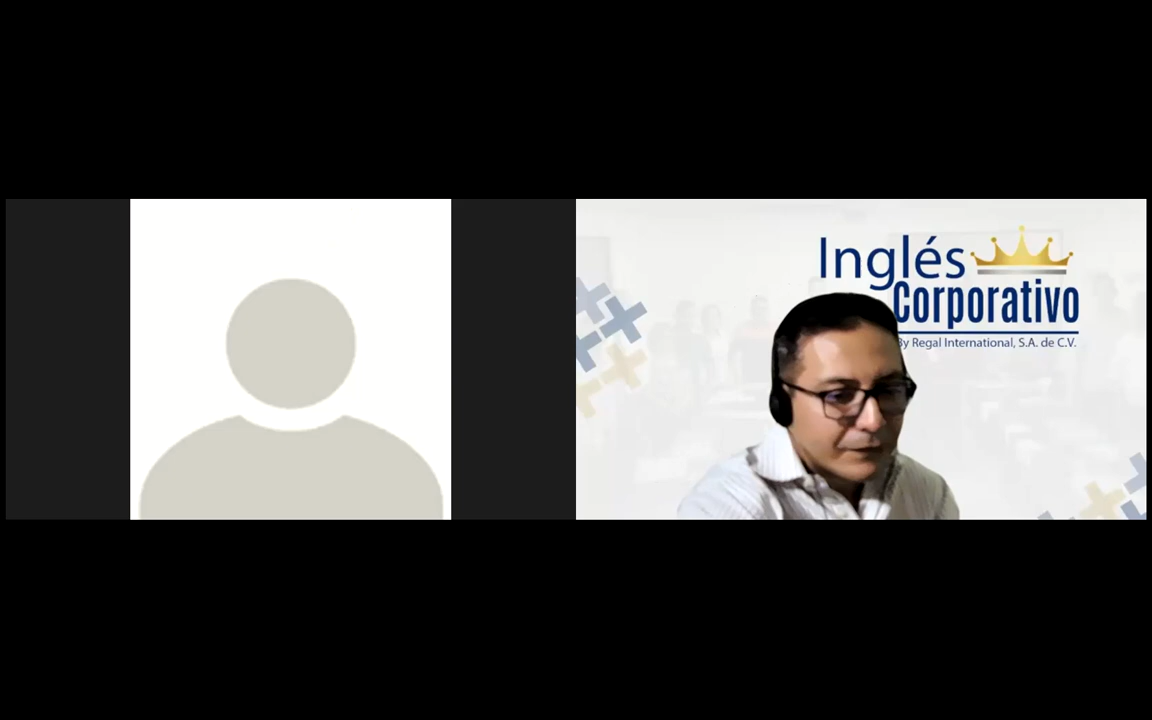 Inglés
Corporativo
By Regal International, S.A. de C.V.